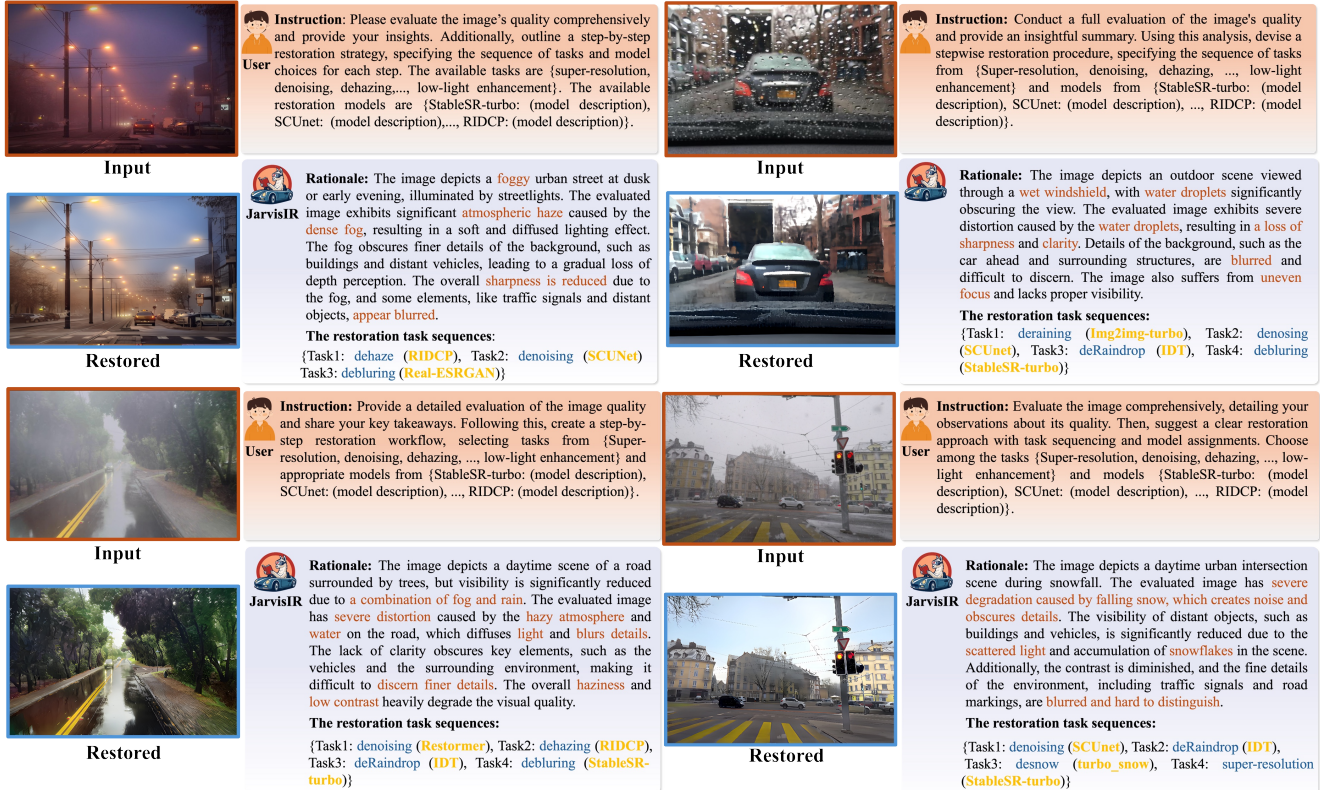 Instruction: Please evaluate the image's quality comprehensively
and provide your insights. Additionally, outline a step-by-step
restoration strategy, specifying the sequence of tasks and model
choices for each step. The available tasks are {super-resolution,
denoising, dehazing,..., low-light enhancement}. The available
restoration models are {StableSR-turbo: (model description),
SCUnet: (model description),..., RIDCP: (model description)}.
User
Input
Rationale: The image depicts a foggy urban street at dusk
or early evening, illuminated by streetlights. The evaluated
image exhibits significant atmospheric haze caused by the
dense fog, resulting in a soft and diffused lighting effect.
The fog obscures finer details of the background, such as
buildings and distant vehicles, leading to a gradual loss of
depth perception. The overall sharpness is reduced due to
the fog, and some elements, like traffic signals and distant
objects, appear blurred.
JarvisIR
The restoration task sequences:
{Task1: dehaze (RIDCP), Task2: denoising (SCUNet)
Task3: debluring (Real-ESRGAN)}
Restored
Instruction: Conduct a full evaluation of the image's quality
and provide an insightful summary. Using this analysis, devise a
stepwise restoration procedure, specifying the sequence of tasks
from {Super-resolution, denoising, dehazing, ..., low-light
enhancement} and models from {StableSR-turbo: (model
description), SCUnet: (model description), ..., RIDCP: (model
description)}.
User
Input
Rationale: The image depicts an outdoor scene viewed
through a wet windshield, with water droplets significantly
obscuring the view. The evaluated image exhibits severe
distortion caused by the water droplets, resulting in a loss of
sharpness and clarity. Details of the background, such as the
car ahead and surrounding structures, are blurred and
difficult to discern. The image also suffers from uneven
focus and lacks proper visibility.
JarvisIR
The restoration task sequences:
{Task1: deraining (Img2img-turbo), Task2: denosing
(SCUnet), Task3: deRaindrop (IDT), Task4: debluring
(StableSR-turbo)}
Restored
Instruction: Provide a detailed evaluation of the image quality
and share your key takeaways. Following this, create a step-by-
step restoration workflow, selecting tasks from {Super-
resolution, denoising, dehazing, ..., low-light enhancement} and
appropriate models from {StableSR-turbo: (model description),
SCUnet: (model description), ..., RIDCP: (model description)}.
User
Input
Rationale: The image depicts a daytime scene of a road
surrounded by trees, but visibility is significantly reduced
due to a combination of fog and rain. The evaluated image
has severe distortion caused by the hazy atmosphere and
water on the road, which diffuses light and blurs details.
The lack of clarity obscures key elements, such as the
vehicles and the surrounding environment, making it
difficult to discern finer details. The overall haziness and
low contrast heavily degrade the visual quality.
JarvisIR
The restoration task sequences:
{Task1: denoising (Restormer), Task2: dehazing (RIDCP),
Task3: deRaindrop (IDT), Task4: debluring (StableSR-
turbo)}
Restored
Instruction: Evaluate the image comprehensively, detailing your
observations about its quality. Then, suggest a clear restoration
approach with task sequencing and model assignments. Choose
among the tasks {Super-resolution, denoising, dehazing, ..., low-
light enhancement} and models {StableSR-turbo: (model
description), SCUnet: (model description), ..., RIDCP: (model
description)}.
User
Input
Rationale: The image depicts a daytime urban intersection
scene during snowfall. The evaluated image has severe
degradation caused by falling snow, which creates noise and
obscures details. The visibility of distant objects, such as
buildings and vehicles, is significantly reduced due to the
scattered light and accumulation of snowflakes in the scene.
Additionally, the contrast is diminished, and the fine details
of the environment, including traffic signals and road
markings, are blurred and hard to distinguish.
JarvisIR
The restoration task sequences:
{Task1: denoising (SCUnet), Task2: deRaindrop (IDT),
Task3: desnow (turbo_snow), Task4: super-resolution
(StableSR-turbo)}
Restored